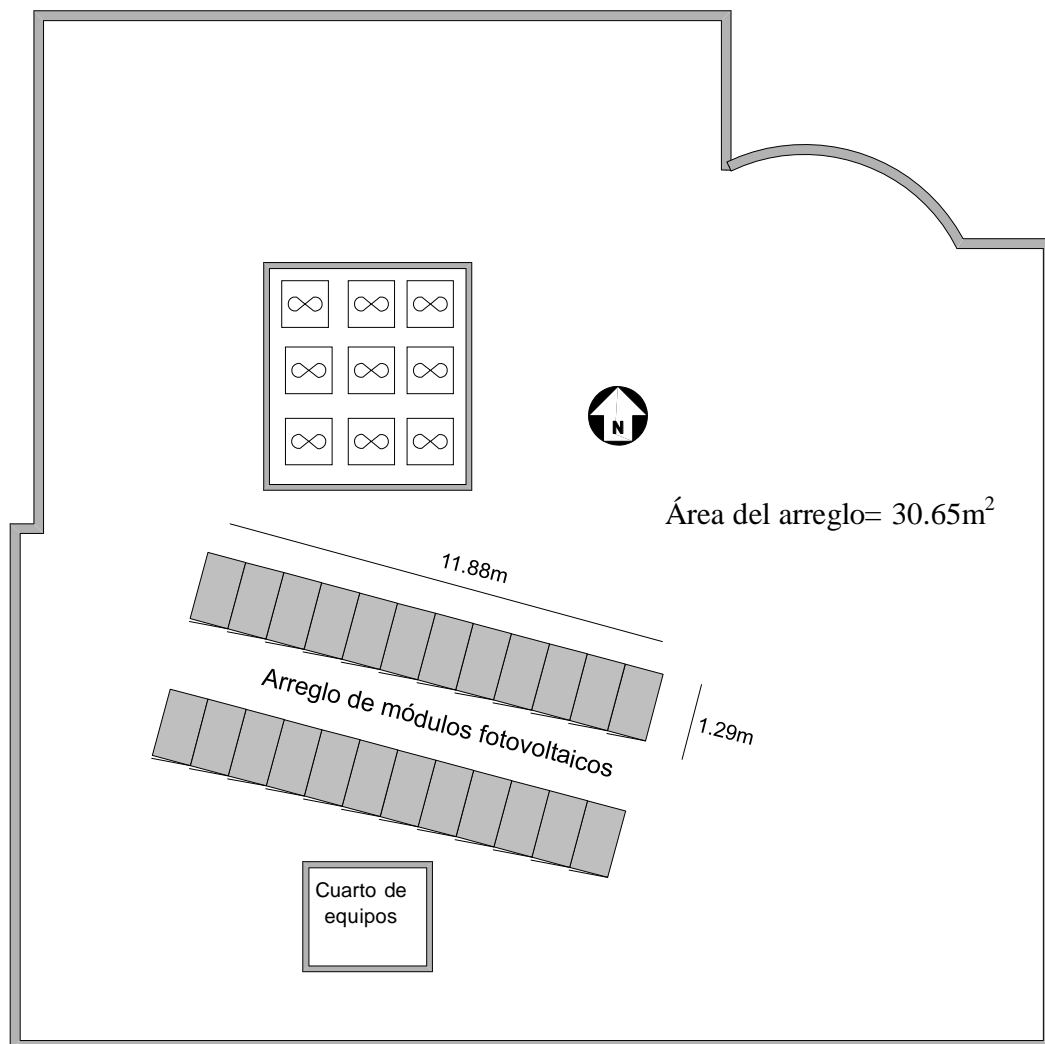 N
Área del arreglo= 30.65m²
11.88m
Arreglo de módulos fotovoltaicos
1.29m
Cuarto de
equipos